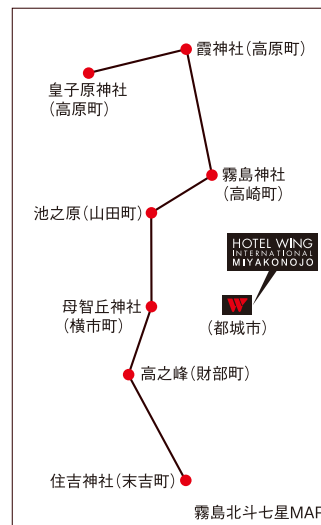 霞神社(高原町)
皇子原神社
(高原町)
霧島神社
(高崎町)
池之原(山田町)
HOTEL WING
INTERNATIONAL
MIYAKONOJO
W
(都城市)
母智丘神社
(横市町)
高之峰(財部町)
住吉神社(末吉町)
霧島北斗七星MAP